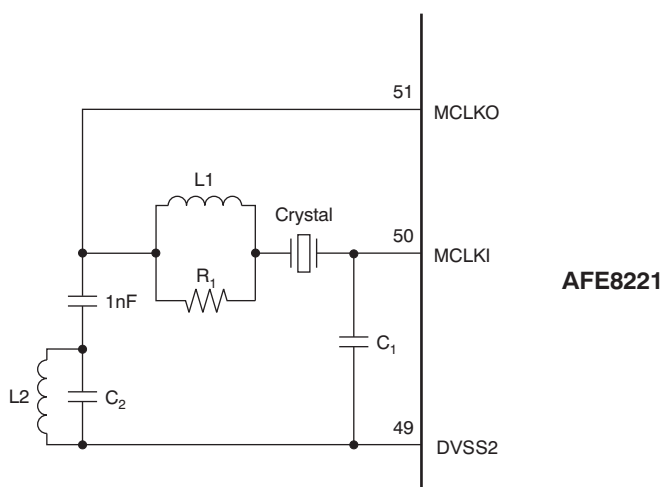 51
MCLKO
L1
Crystal
50
MCLKI
R₁
AFE8221
1nF
C₁
L2
C₂
49
DVSS2